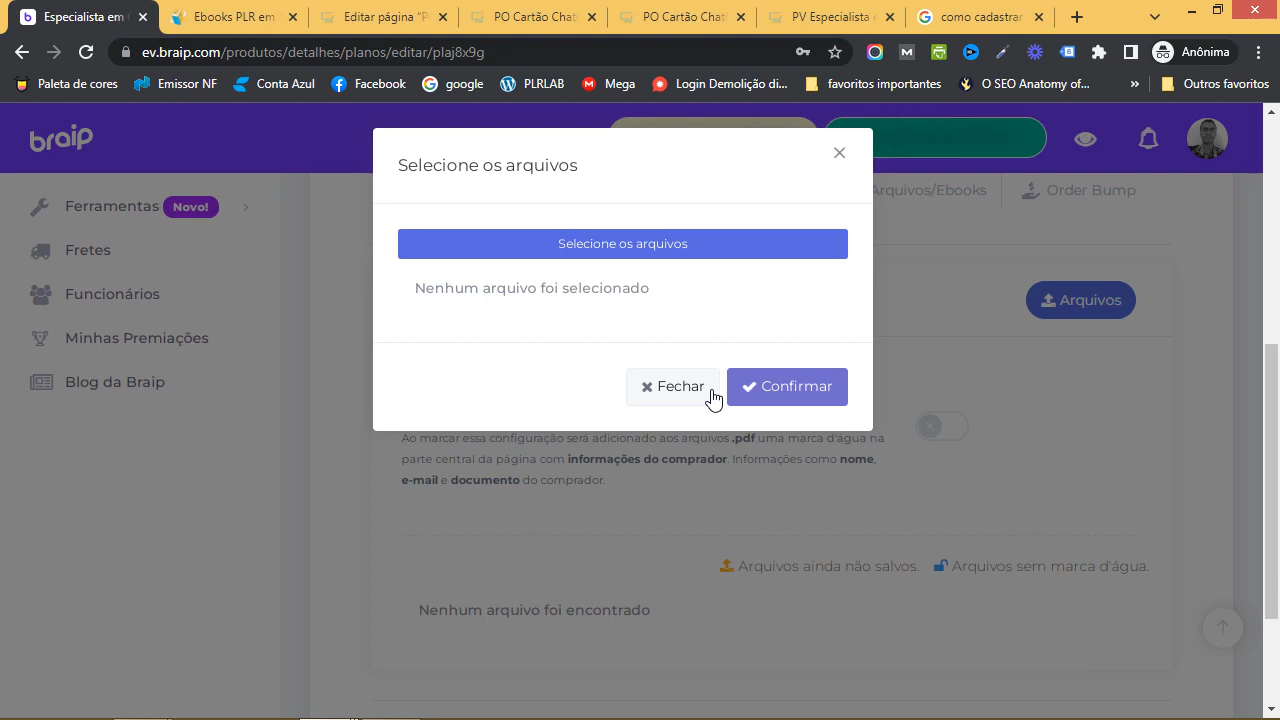 Especialista em
Ebooks PLR em
Editar página "P
PO Cartão Chat
PO Cartão Chat
PV Especialista e
como cadastrar
ev.braip.com/produtos/detalhes/planos/editar/plaj8x9g
Anônima
Paleta de cores
Emissor NF
Conta Azul
Facebook
google
PLRLAB
Mega
Login Demolição di...
favoritos importantes
O SEO Anatomy of...
»
Outros favoritos
braip
Selecione os arquivos
Arquivos/Ebooks
Order Bump
Ferramentas Novo!
Fretes
Funcionários
Minhas Premiações
Blog da Braip
Selecione os arquivos
Nenhum arquivo foi selecionado
Arquivos
Fechar
Confirmar
Ao marcar essa configuração será adicionado aos arquivos .pdf uma marca d'água na
parte central da página com informações do comprador. Informações como nome,
e-mail e documento do comprador.
Arquivos ainda não salvos.
Arquivos sem marca d'água.
Nenhum arquivo foi encontrado